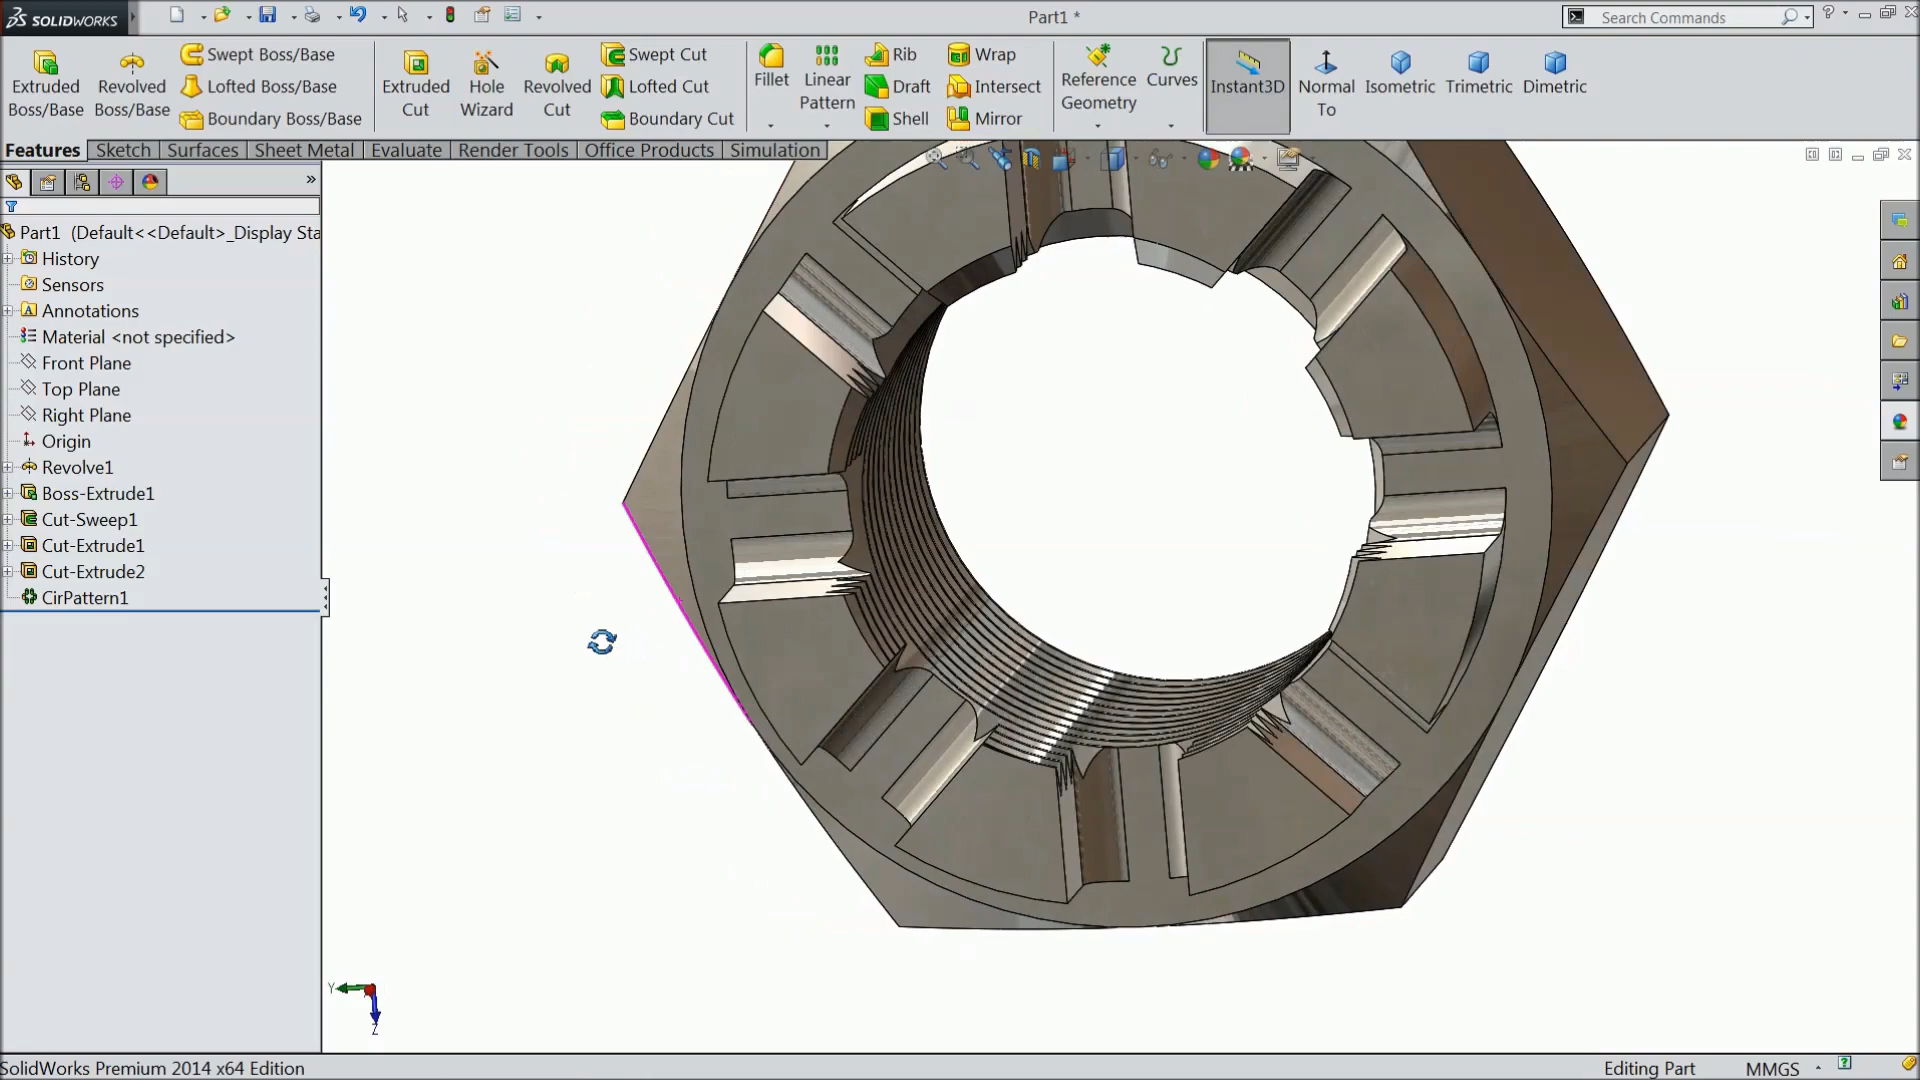 SOLIDWORKS
Part1 *
Search Commands
Extruded Boss/Base
Revolved Boss/Base
Swept Boss/Base
Lofted Boss/Base
Boundary Boss/Base
Extruded Cut
Hole Wizard
Revolved Cut
Swept Cut
Lofted Cut
Boundary Cut
Fillet
Linear Pattern
Rib
Draft
Shell
Wrap
Intersect
Mirror
Reference Geometry
Curves
Instant3D
Normal To
Isometric
Trimetric
Dimetric
Features
Sketch
Surfaces
Sheet Metal
Evaluate
Render Tools
Office Products
Simulation
Part1 (Default<<Default>_Display Sta
History
Sensors
Annotations
Material <not specified>
Front Plane
Top Plane
Right Plane
Origin
Revolve1
Boss-Extrude1
Cut-Sweep1
Cut-Extrude1
Cut-Extrude2
CirPattern1
Y
Z
SolidWorks Premium 2014 x64 Edition
Editing Part
MMGS